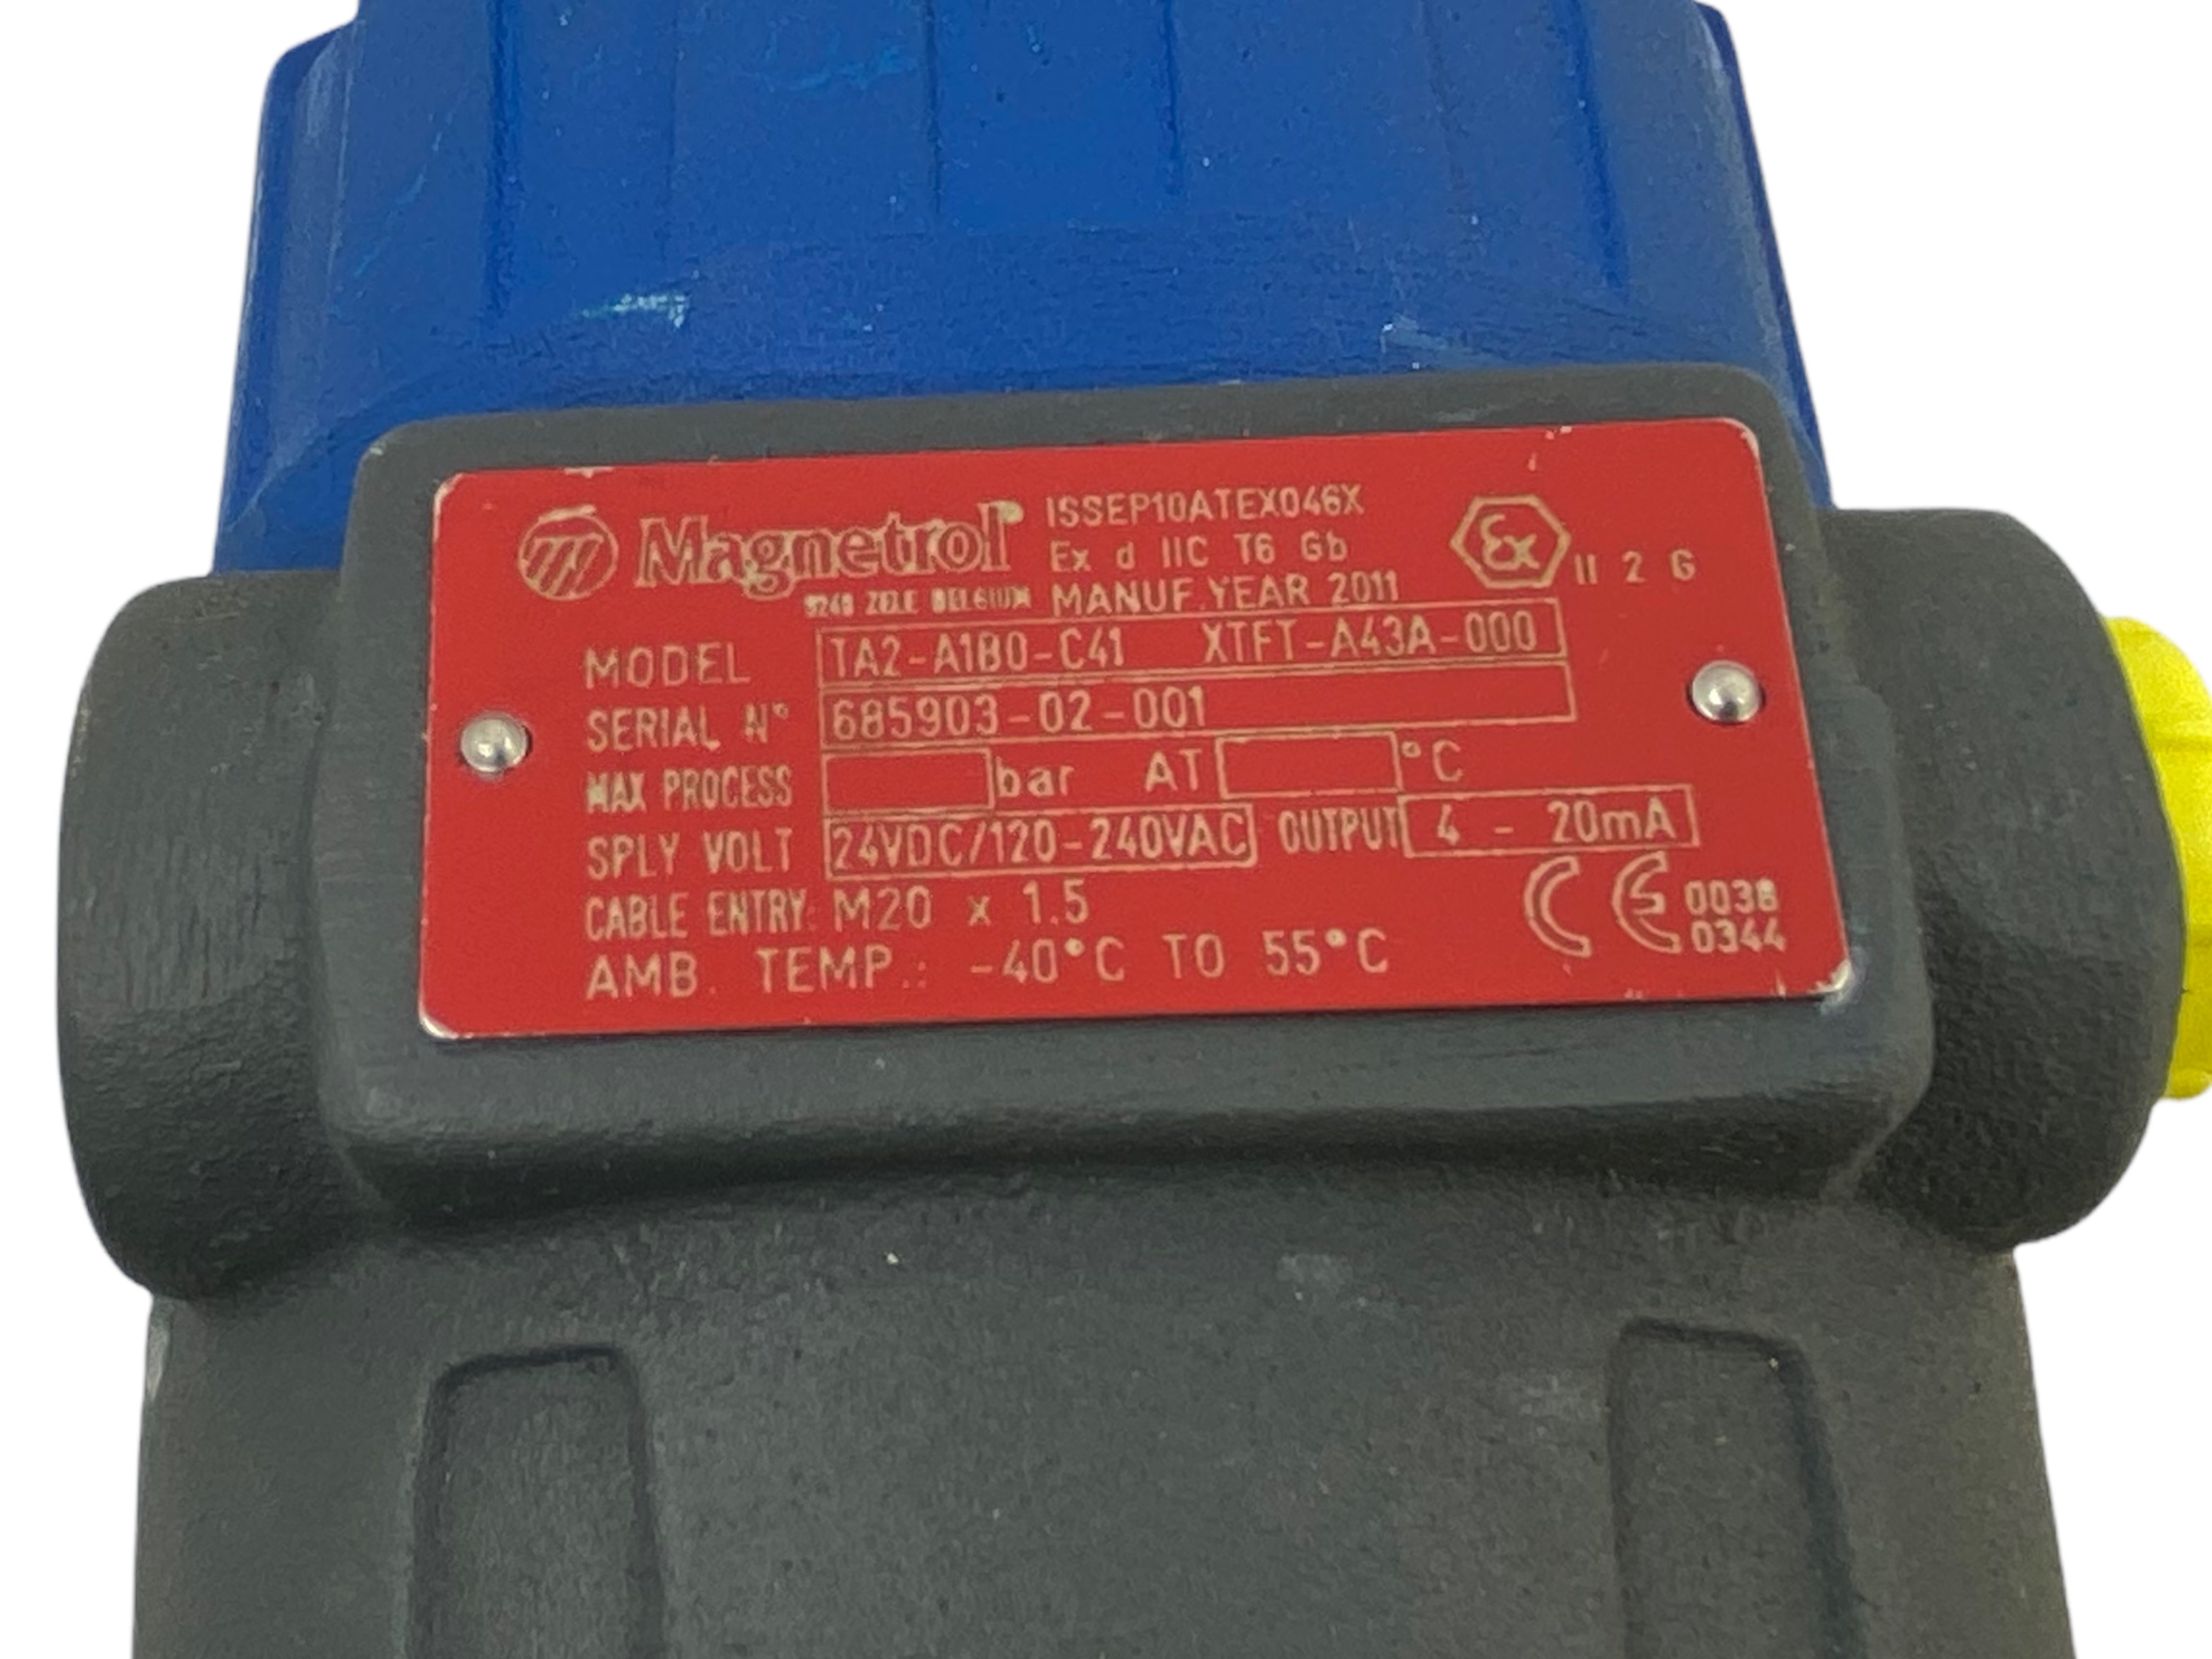 Magnetrol ISSEP10ATEX046X
Ex d IIC T6 Gb Ex II 2 G
9240 ZELE BELGIUM MANUF.YEAR 2011
MODEL TA2-A1B0-C41 XTFT-A43A-000
SERIAL N° 685903-02-001
MAX PROCESS bar AT °C
SPLY VOLT 24VDC/120-240VAC OUTPUT 4 - 20mA
CABLE ENTRY: M20 x 1.5 CE 0038
0344
AMB. TEMP.: -40°C TO 55°C